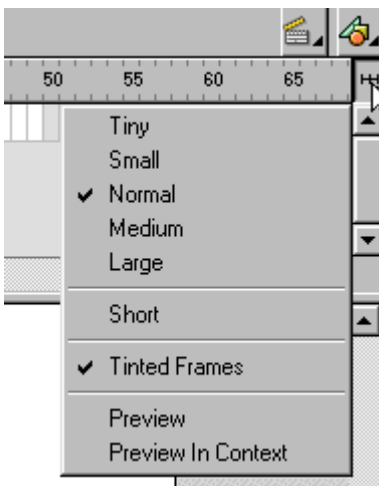 50 55 60 65
Tiny
Small
Normal
Medium
Large
Short
Tinted Frames
Preview
Preview In Context